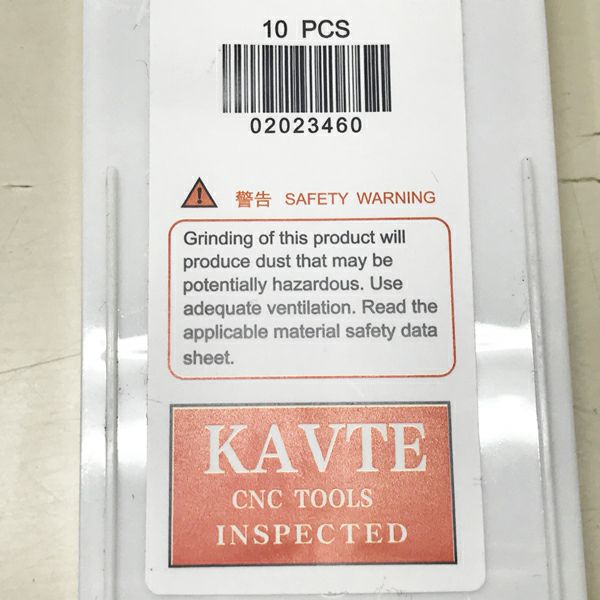 10 PCS
02023460
警告 SAFETY WARNING
Grinding of this product will
produce dust that may be
potentially hazardous. Use
adequate ventilation. Read the
applicable material safety data
sheet.
KAVTE
CNC TOOLS
INSPECTED